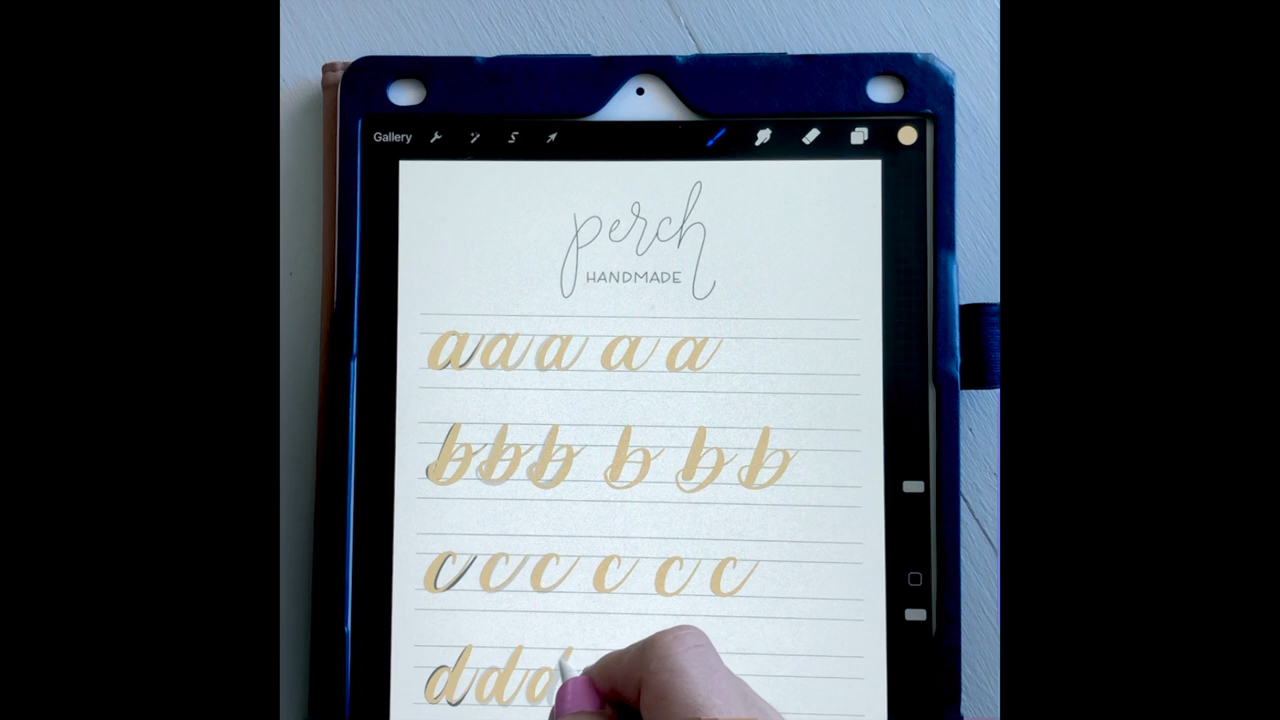 Gallery
perch
HANDMADE
a a a a a
b b b b b b
c c c c c c
d d d